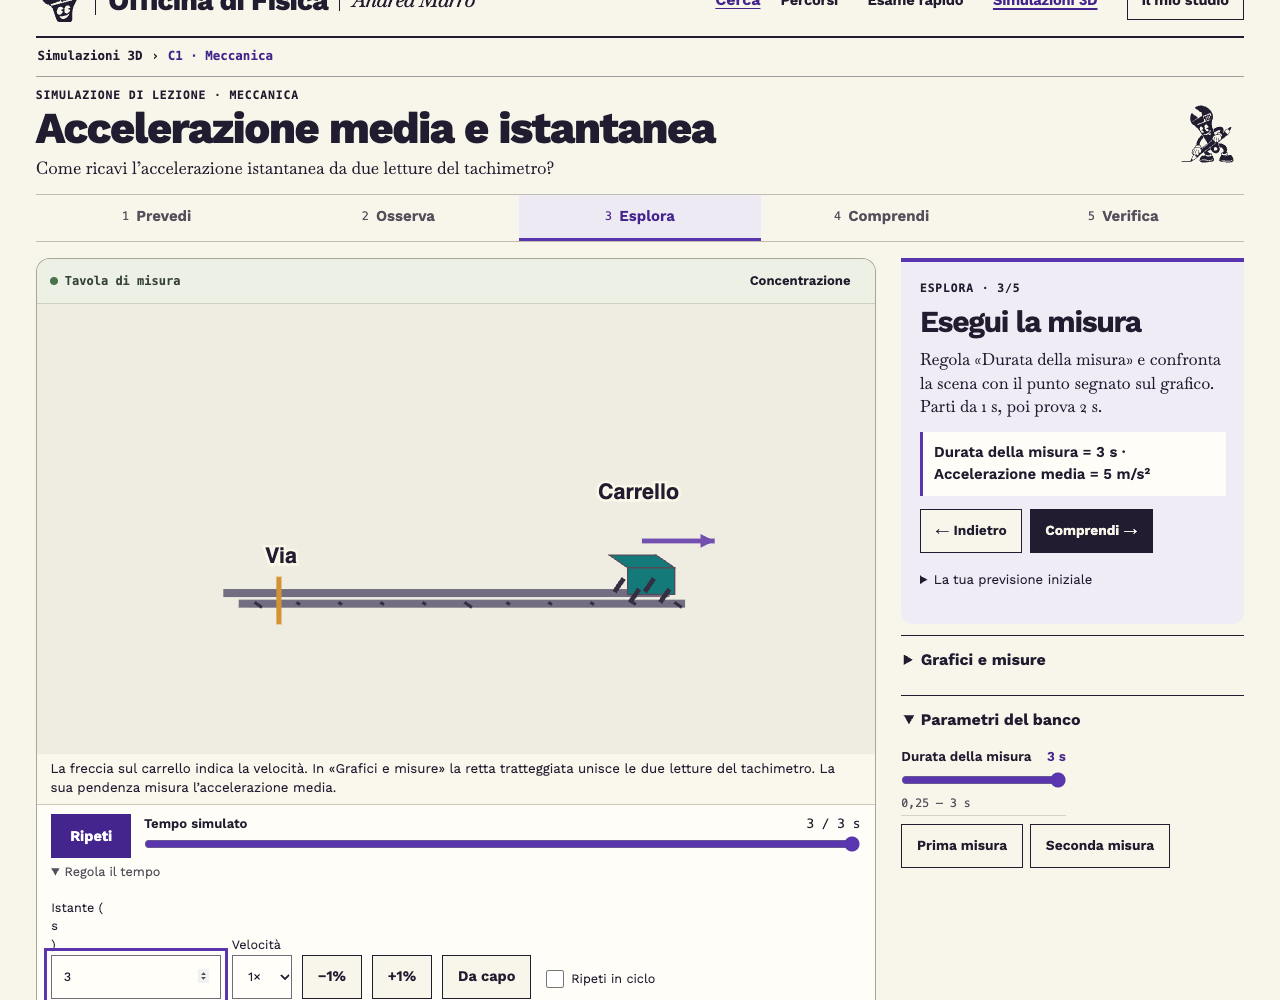 Officina di Fisica Andrea Marro
Cerca Percorsi Esame rapido Simulazioni 3D Il mio studio
Simulazioni 3D › C1 · Meccanica
SIMULAZIONE DI LEZIONE · MECCANICA
Accelerazione media e istantanea
Come ricavi l’accelerazione istantanea da due letture del tachimetro?
1 Prevedi 2 Osserva 3 Esplora 4 Comprendi 5 Verifica
Tavola di misura
Concentrazione
Carrello
Via
La freccia sul carrello indica la velocità. In «Grafici e misure» la retta tratteggiata unisce le due letture del tachimetro. La
sua pendenza misura l’accelerazione media.
Ripeti
Tempo simulato 3 / 3 s
▼ Regola il tempo
Istante (
s
)
Velocità
3
1×
−1%
+1%
Da capo
Ripeti in ciclo
ESPLORA · 3/5
Esegui la misura
Regola «Durata della misura» e confronta
la scena con il punto segnato sul grafico.
Parti da 1 s, poi prova 2 s.
Durata della misura = 3 s ·
Accelerazione media = 5 m/s²
← Indietro
Comprendi →
▶ La tua previsione iniziale
▶ Grafici e misure
▼ Parametri del banco
Durata della misura 3 s
0,25 — 3 s
Prima misura
Seconda misura